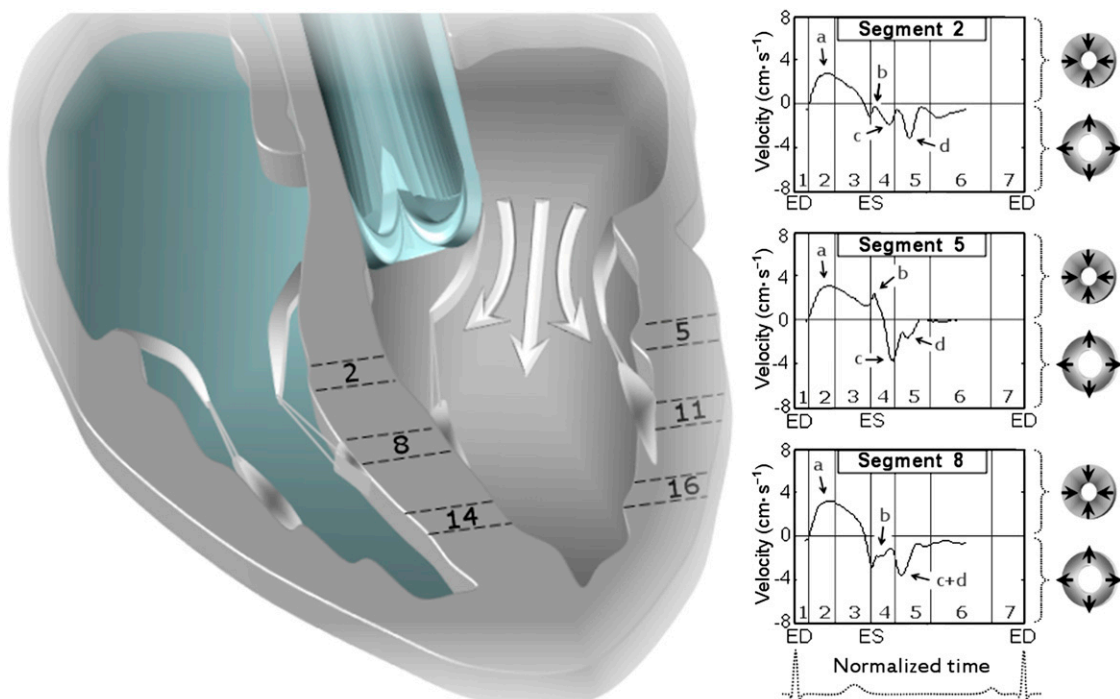 2
8
14
5
11
16
Segment 2
Velocity (cm· s⁻¹)
8
4
0
-4
-8
a
b
c
d
1 2 3 4 5 6 7
ED ES ED
Segment 5
Velocity (cm· s⁻¹)
8
4
0
-4
-8
a
b
c
d
1 2 3 4 5 6 7
ED ES ED
Segment 8
Velocity (cm· s⁻¹)
8
4
0
-4
-8
a
b
c+d
1 2 3 4 5 6 7
ED ES ED
Normalized time